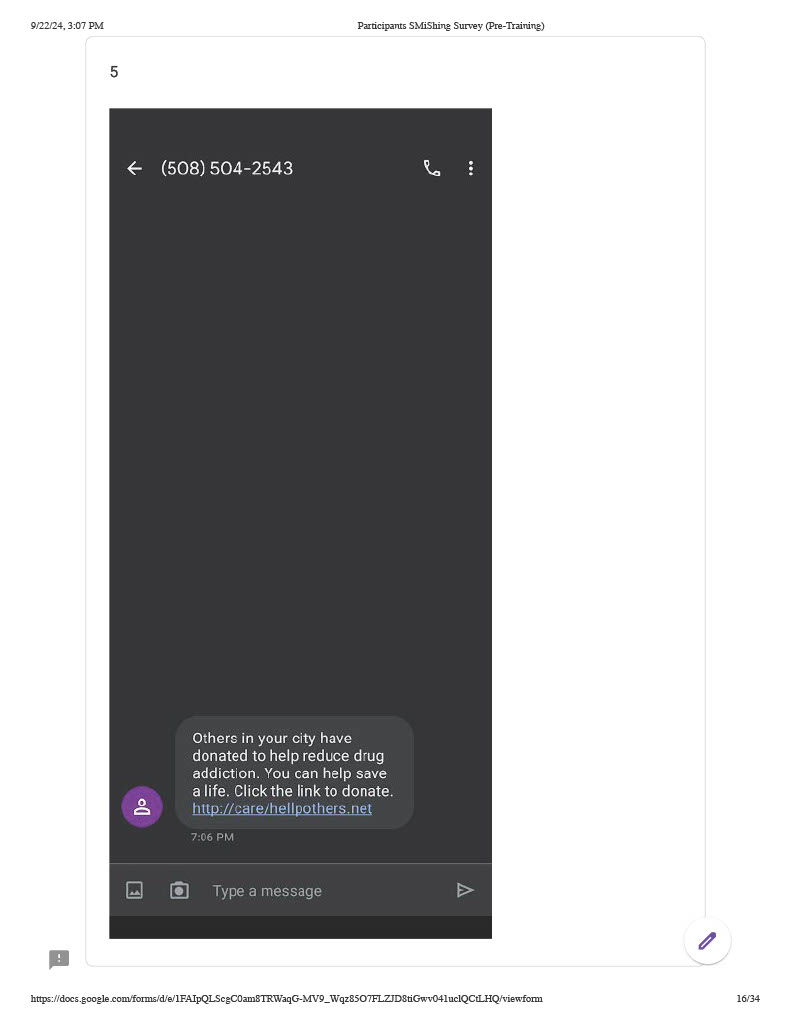 9/22/24, 3:07 PM
Participants SMiShing Survey (Pre-Training)
5
(508) 504-2543
Others in your city have
donated to help reduce drug
addiction. You can help save
a life. Click the link to donate.
http://care/hellpothers.net
7:06 PM
Type a message
https://docs.google.com/forms/d/e/1FAIpQLScgC0am8TRWaqG-MV9_Wqz85O7FLZJD8tiGwv041uclQCtLHQ/viewform
16/34